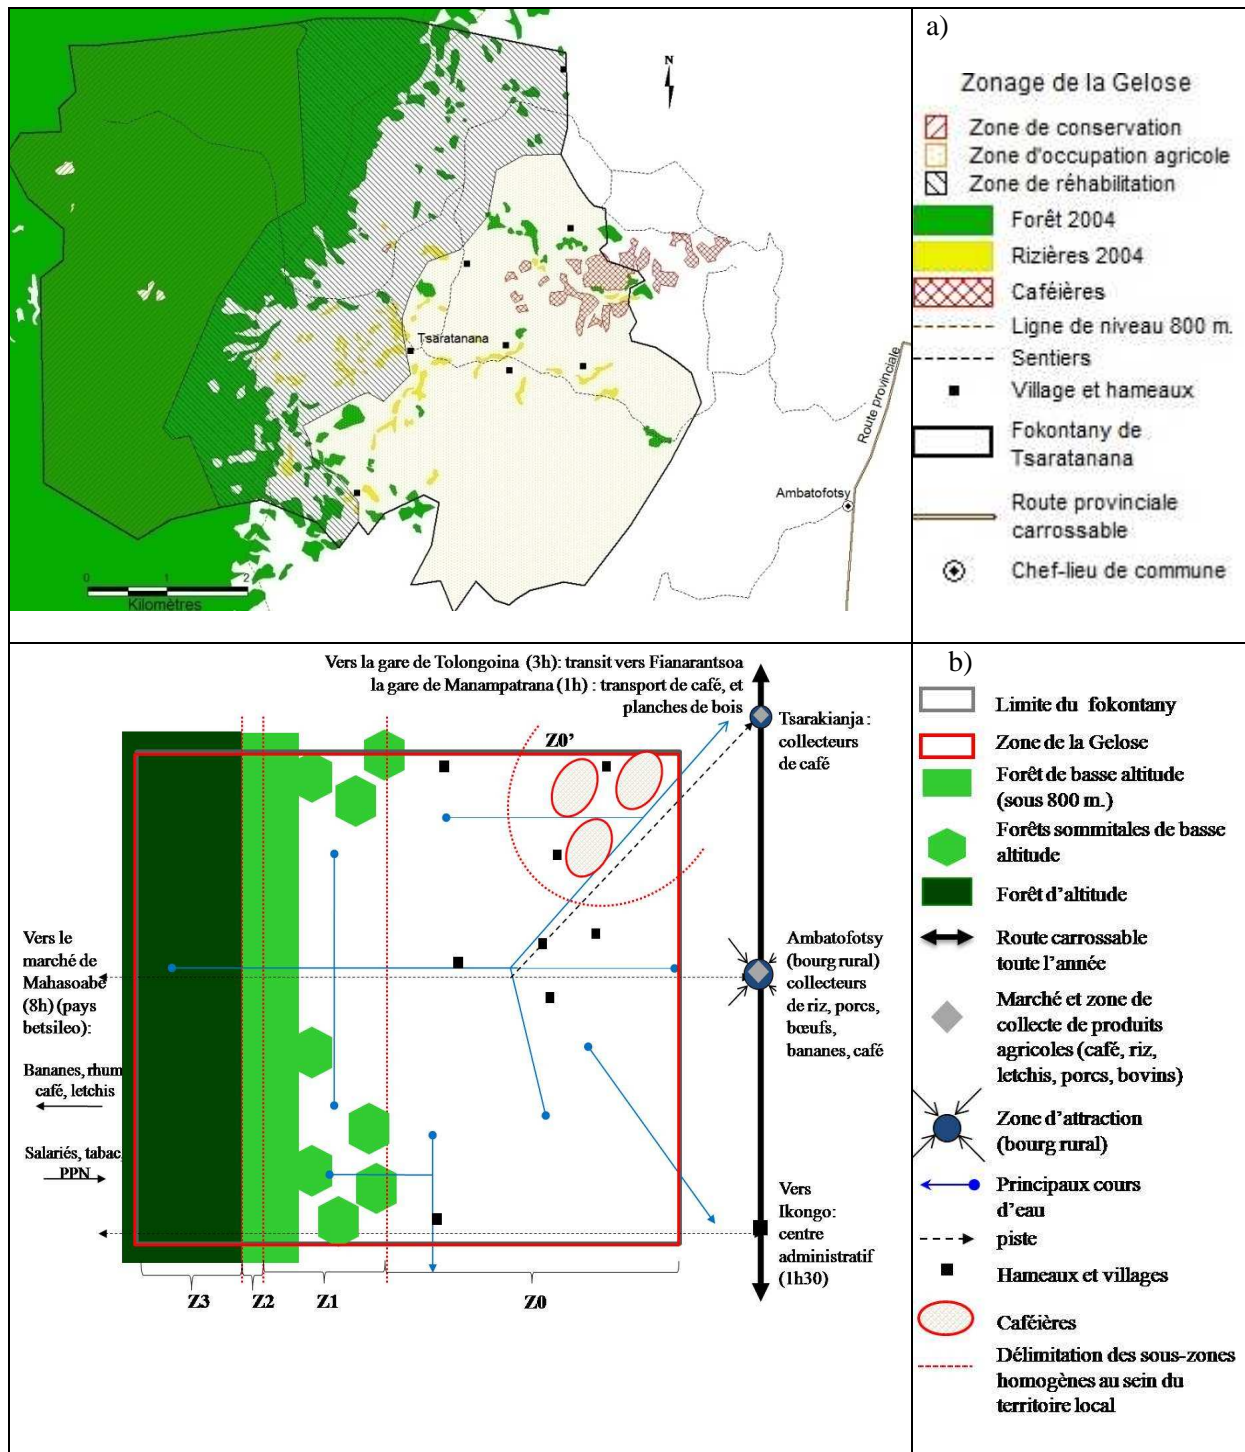 N
Tsaratanana
Route provinciale
Ambatofotsy
0 1 2
Kilomètres
a)
Zonage de la Gelose
Zone de conservation
Zone d'occupation agricole
Zone de réhabilitation
Forêt 2004
Rizières 2004
Caféières
Ligne de niveau 800 m.
Sentiers
Village et hameaux
Fokontany de
Tsaratanana
Route provinciale
carrossable
Chef-lieu de commune
Vers la gare de Tolongoina (3h): transit vers Fianarantsoa
la gare de Manampatrana (1h) : transport de café, et
planches de bois
Z0'
Tsarakianja :
collecteurs
de café
Vers le
marché de
Mahasoabe
(8h) (pays
betsileo):
Bananes, rhum
café, letchis
Salariés, tabac,
PPN
Ambatofotsy
(bourg rural)
collecteurs
de riz, porcs,
bœufs,
bananes, café
Vers
Ikongo:
centre
administratif
(1h30)
Z3 Z2 Z1 Z0
b)
Limite du fokontany
Zone de la Gelose
Forêt de basse altitude
(sous 800 m.)
Forêts sommitales de basse
altitude
Forêt d'altitude
Route carrossable
toute l'année
Marché et zone de
collecte de produits
agricoles (café, riz,
letchis, porcs, bovins)
Zone d'attraction
(bourg rural)
Principaux cours
d'eau
piste
Hameaux et villages
Caféières
Délimitation des sous-zones
homogènes au sein du
territoire local